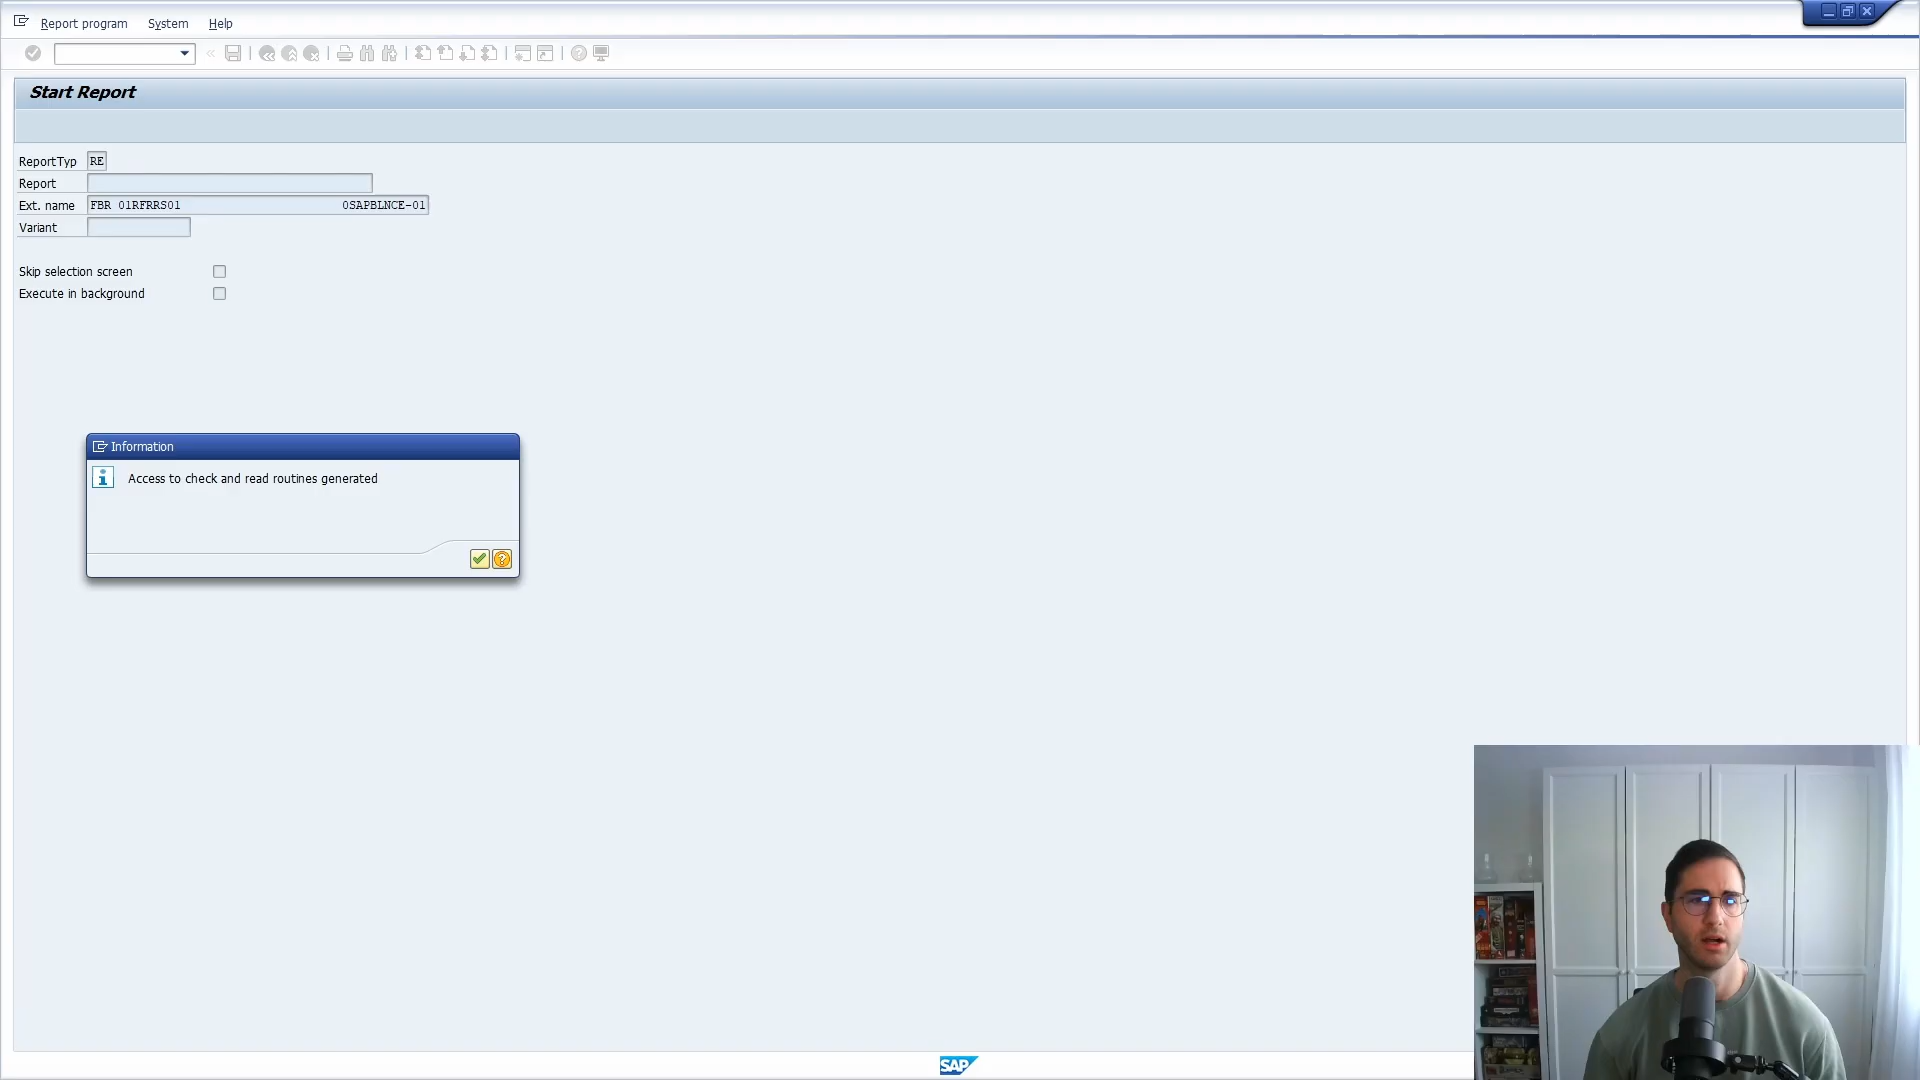 Report program System Help
Start Report
ReportTyp RE
Report
Ext. name FBR 01RFRRS01 0SAPBLNCE-01
Variant
Skip selection screen
Execute in background
Information
Access to check and read routines generated
SAP